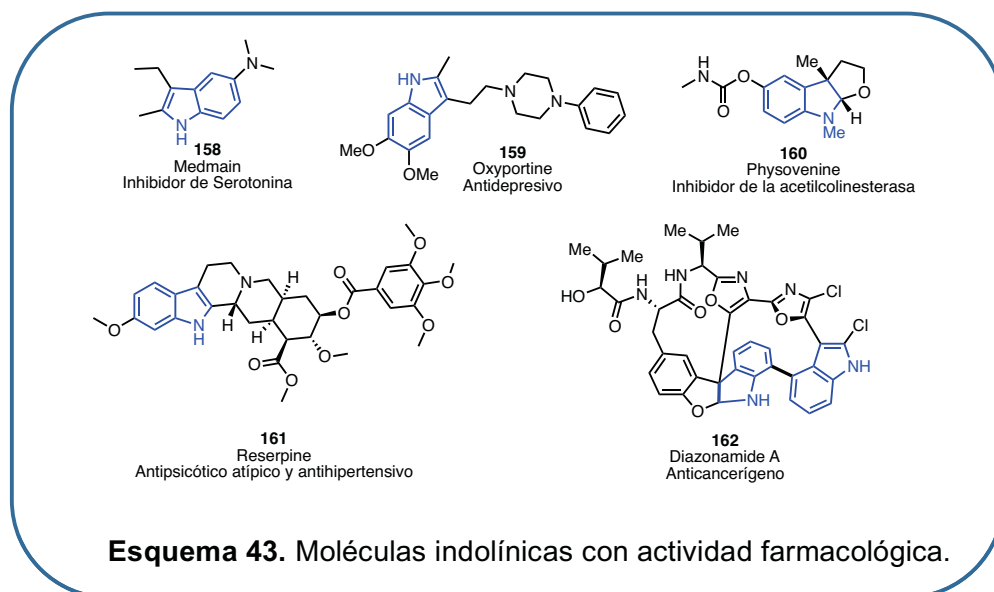 N
N
H
158
Medmain
Inhibidor de Serotonina
HN
N
N
MeO
OMe
159
Oxyportine
Antidepresivo
H
N
O
O
Me
O
N
H
Me
160
Physovenine
Inhibidor de la acetilcolinesterasa
O
N
H
N
H
H
H
O
O
O
O
O
O
O
O
161
Reserpine
Antipsicótico atípico y antihipertensivo
Me
Me
Me
Me
HO
O
H
N
HN
O
N
O
N
O
Cl
Cl
NH
O
NH
162
Diazonamide A
Anticancerígeno
Esquema 43. Moléculas indolínicas con actividad farmacológica.